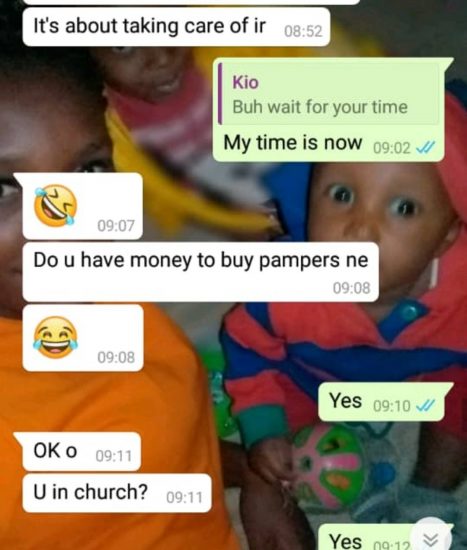 It's about taking care of ir 08:52
Kio
Buh wait for your time
My time is now 09:02
🤣 09:07
Do u have money to buy pampers ne
09:08
😂 09:08
Yes 09:10
OK o 09:11
U in church? 09:11
Yes 09:12